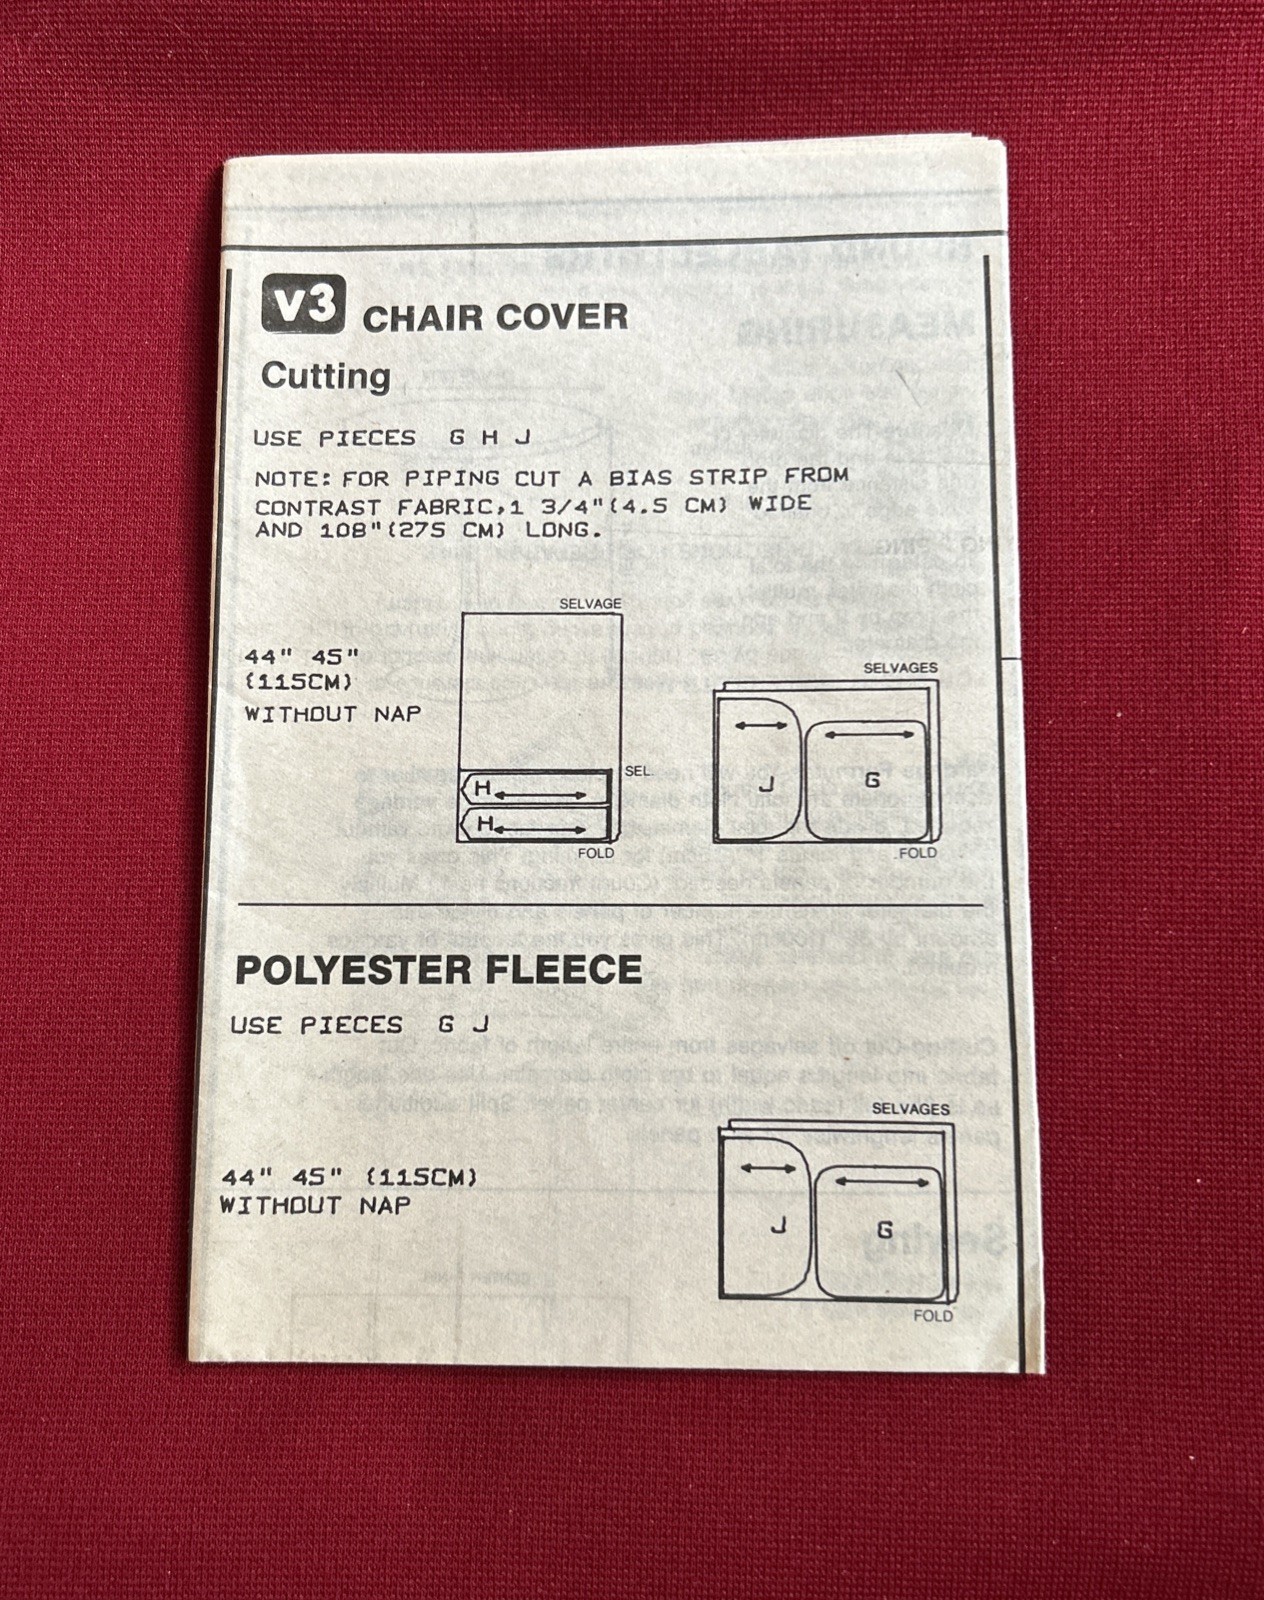 V3 CHAIR COVER
Cutting
USE PIECES G H J
NOTE: FOR PIPING CUT A BIAS STRIP FROM
CONTRAST FABRIC,1 3/4"(4.5 CM) WIDE
AND 108"(275 CM) LONG.
SELVAGE
44" 45"
(115CM)
WITHOUT NAP
SEL.
H
H
FOLD
SELVAGES
J G
FOLD
POLYESTER FLEECE
USE PIECES G J
44" 45" (115CM)
WITHOUT NAP
SELVAGES
J G
FOLD